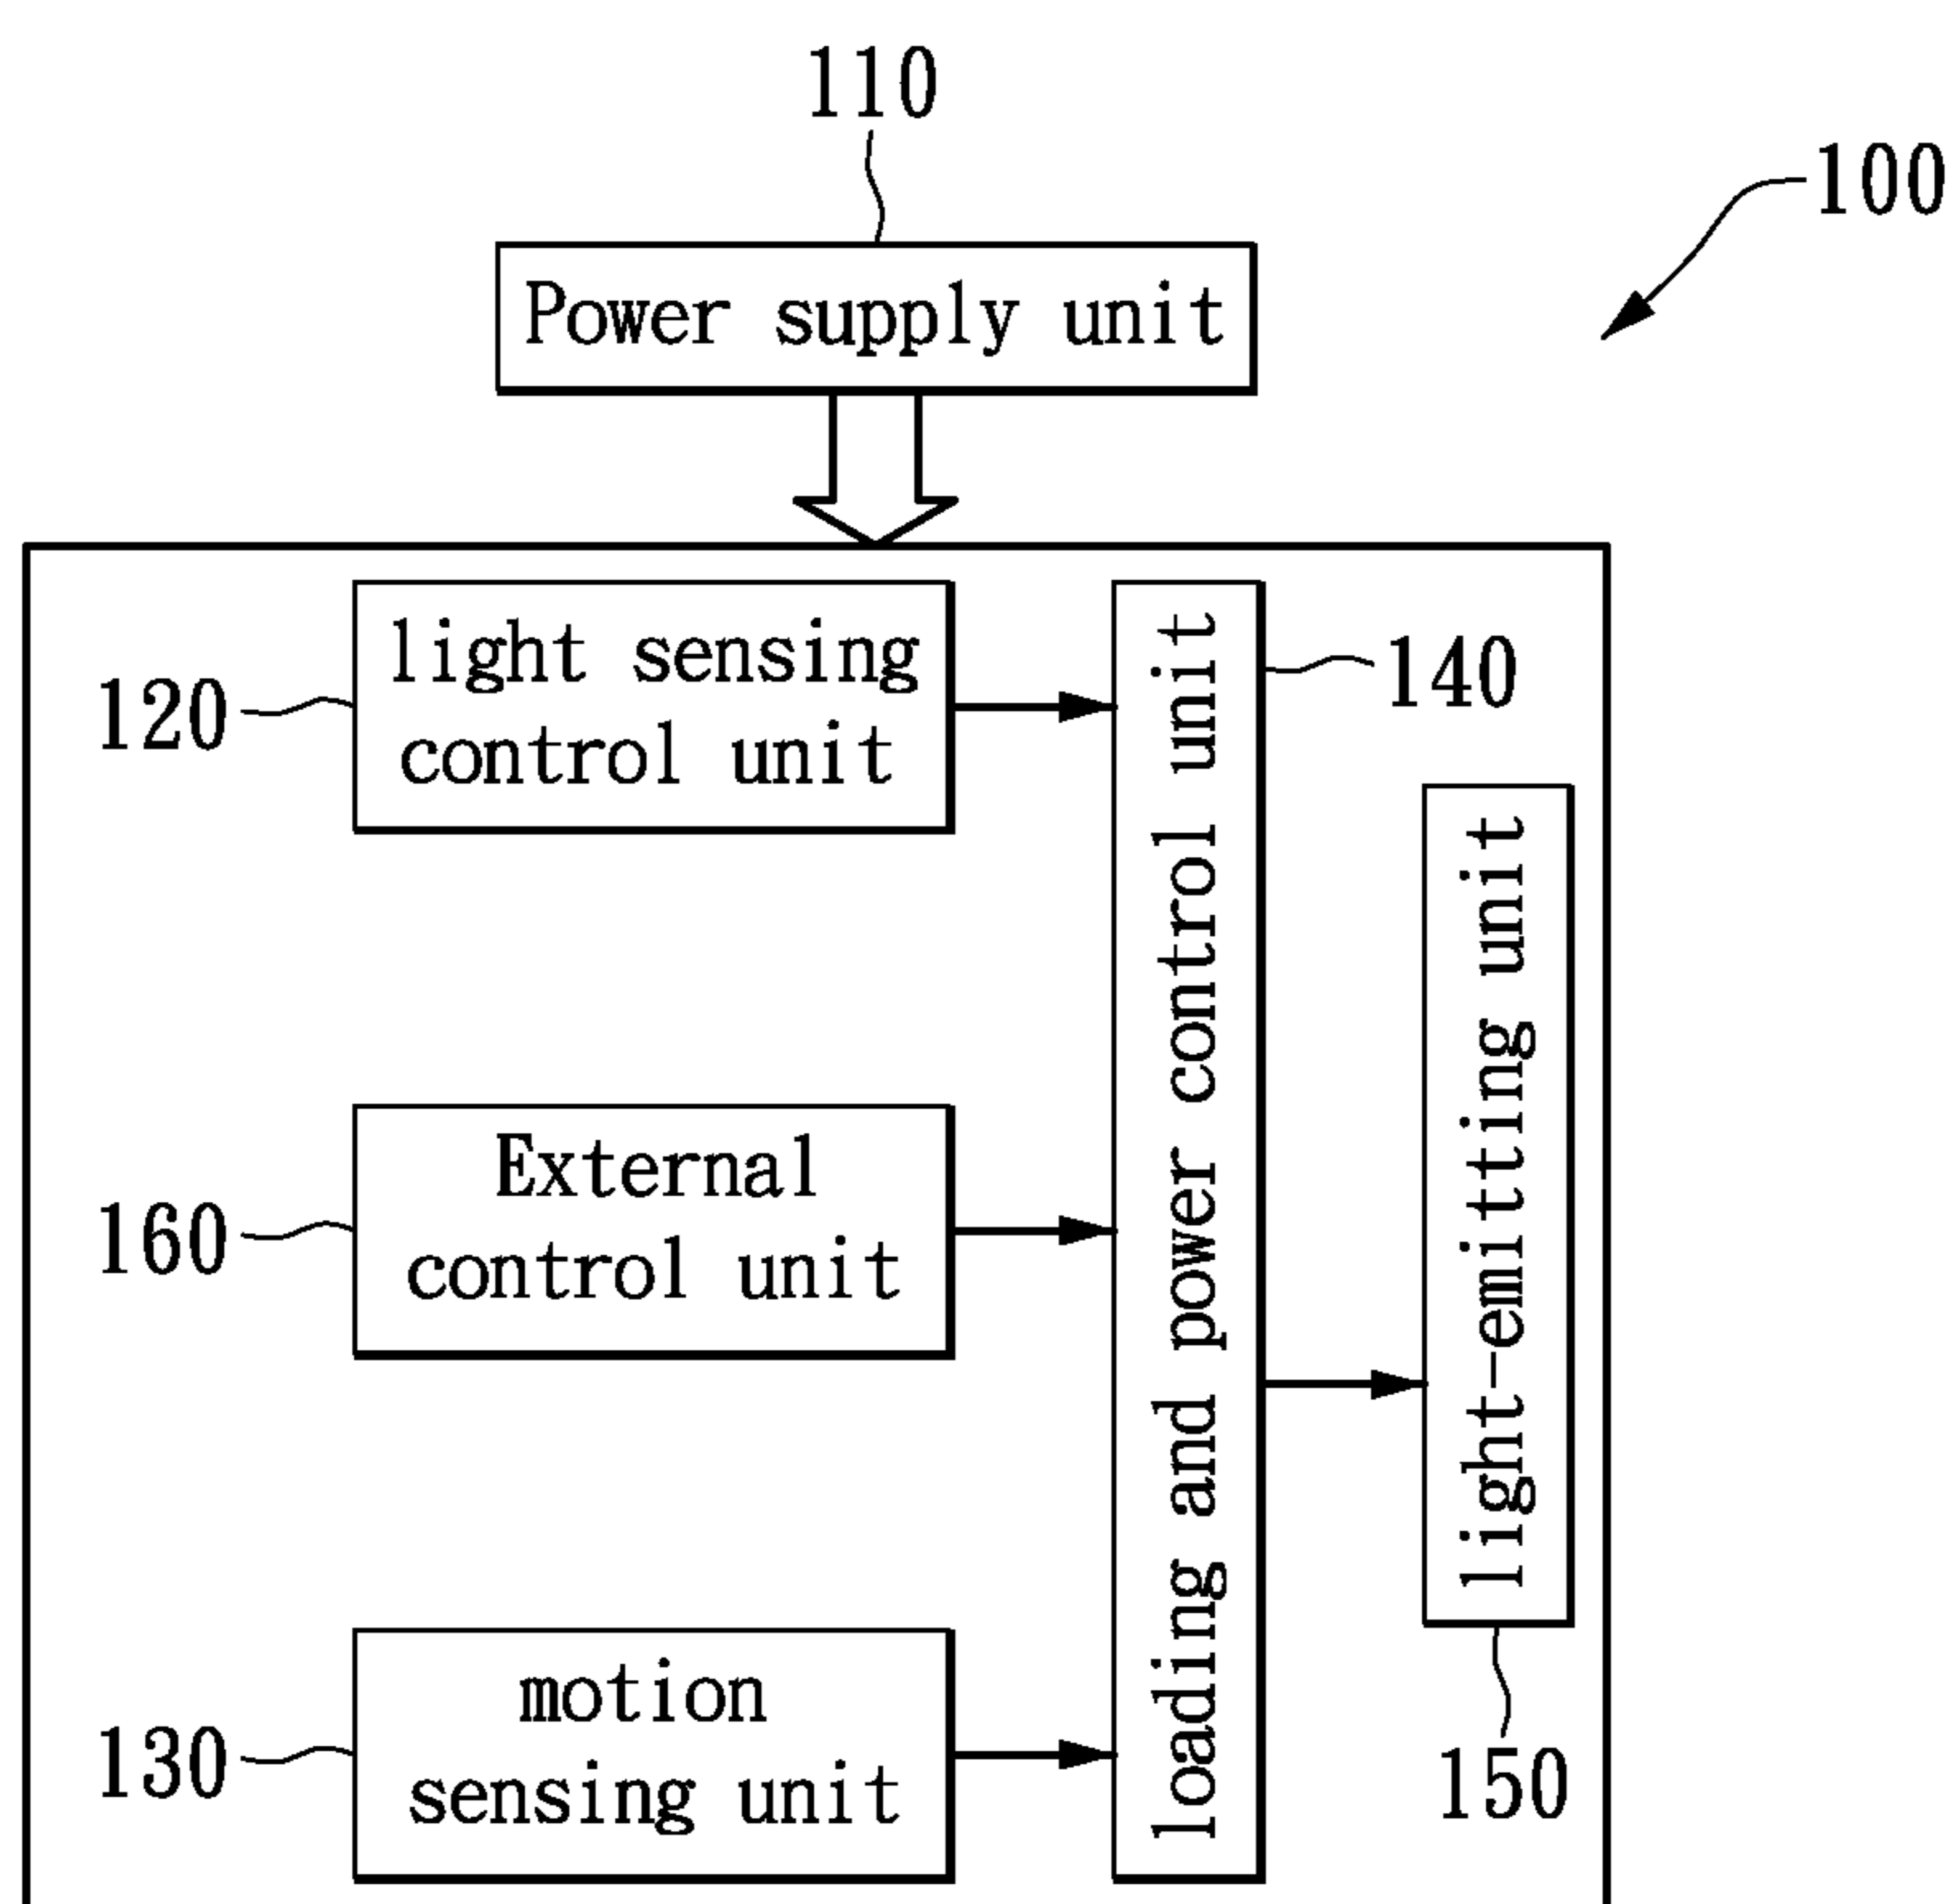 110
100
Power supply unit
light sensing
control unit
120
140
loading and power control unit
light-emitting unit
External
control unit
160
motion
sensing unit
130
150